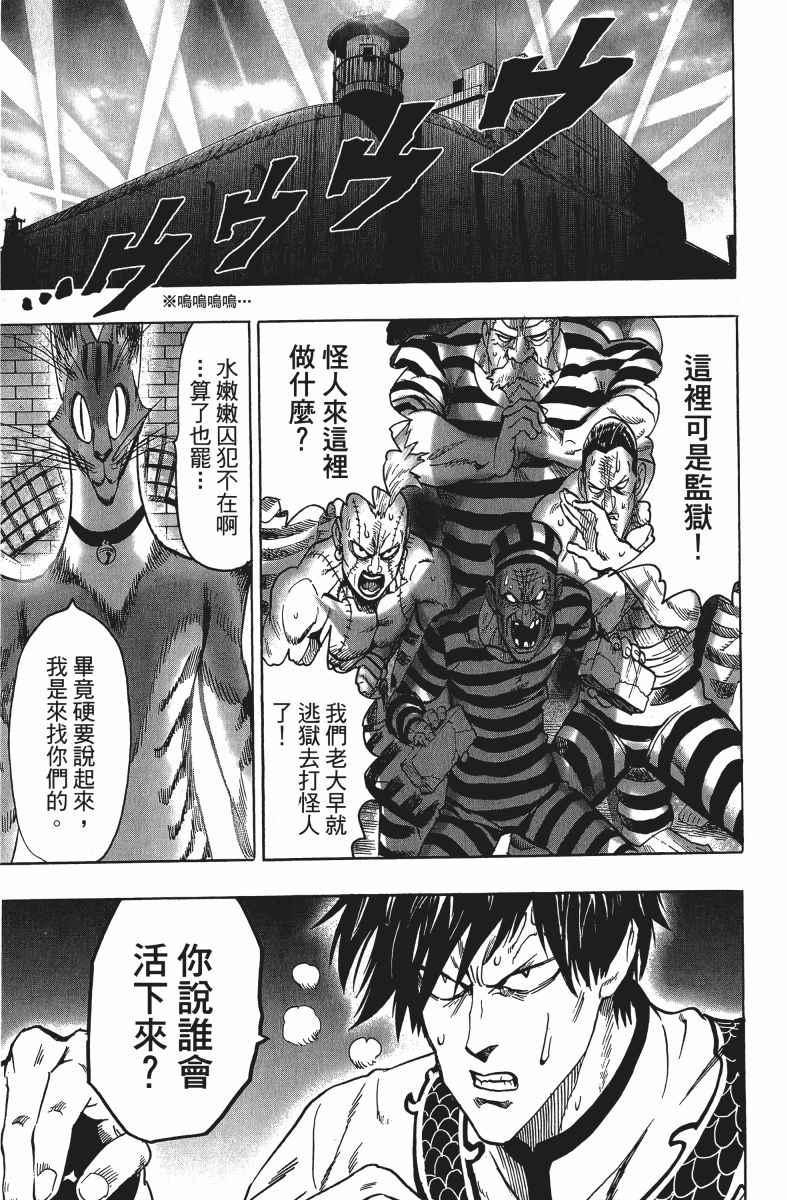 ウウウウ…
※嗚嗚嗚嗚…
這裡可是監獄！
怪人來這裡
做什麼？
我們老大早就
逃獄去打怪人
了！
水嫩嫩囚犯不在啊
…算了也罷…
畢竟硬要說起來，
我是來找你們的。
你說誰會
活下來？